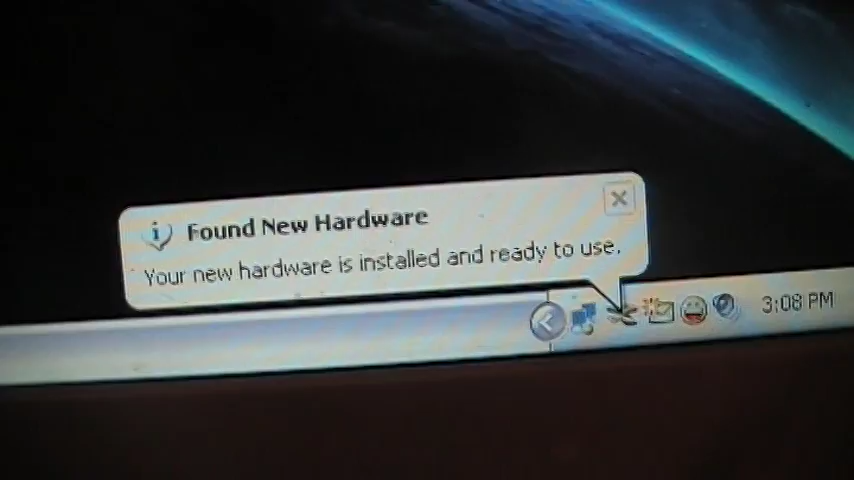 Found New Hardware
Your new hardware is installed and ready to use.
3:08 PM